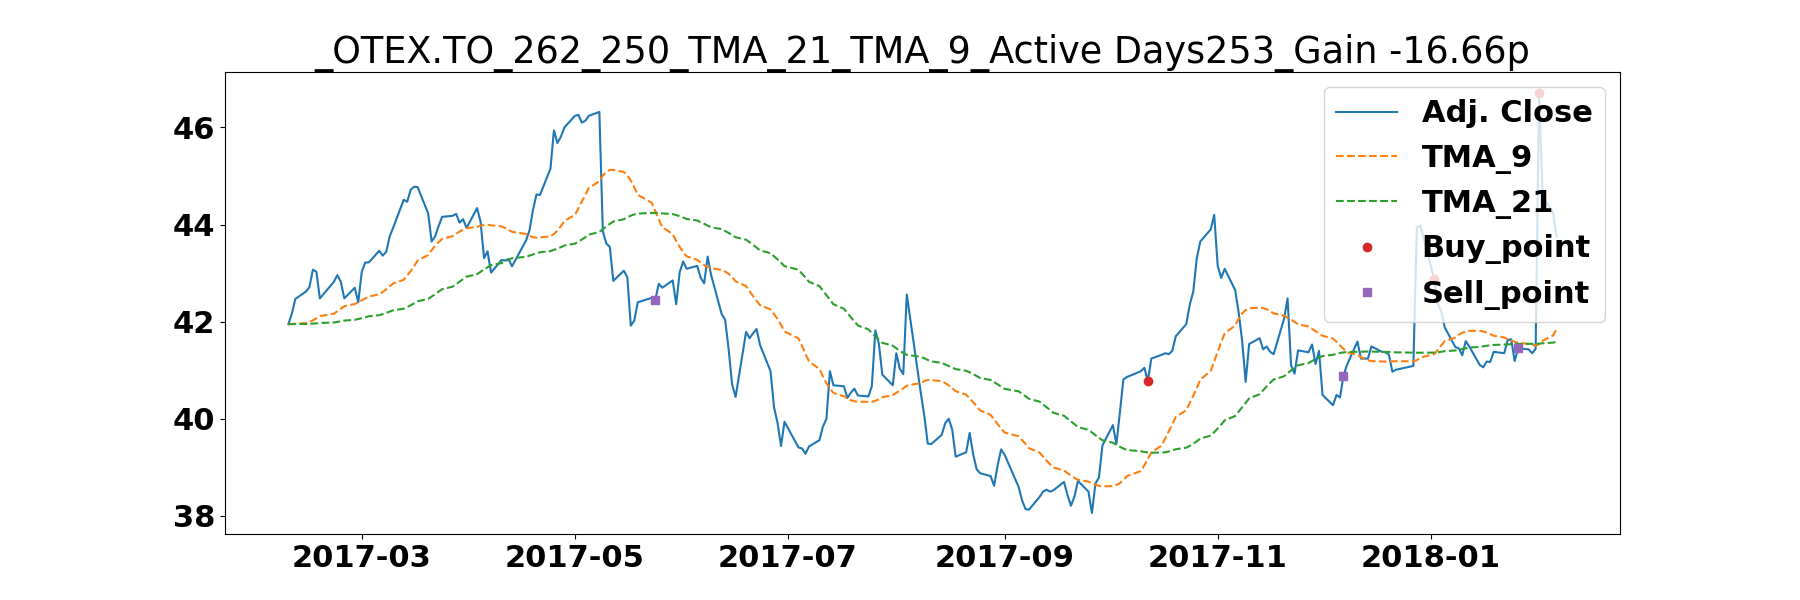 _OTEX.TO_262_250_TMA_21_TMA_9_Active Days253_Gain -16.66p
46
44
42
40
38
Adj. Close
TMA_9
TMA_21
Buy_point
Sell_point
2017-03
2017-05
2017-07
2017-09
2017-11
2018-01